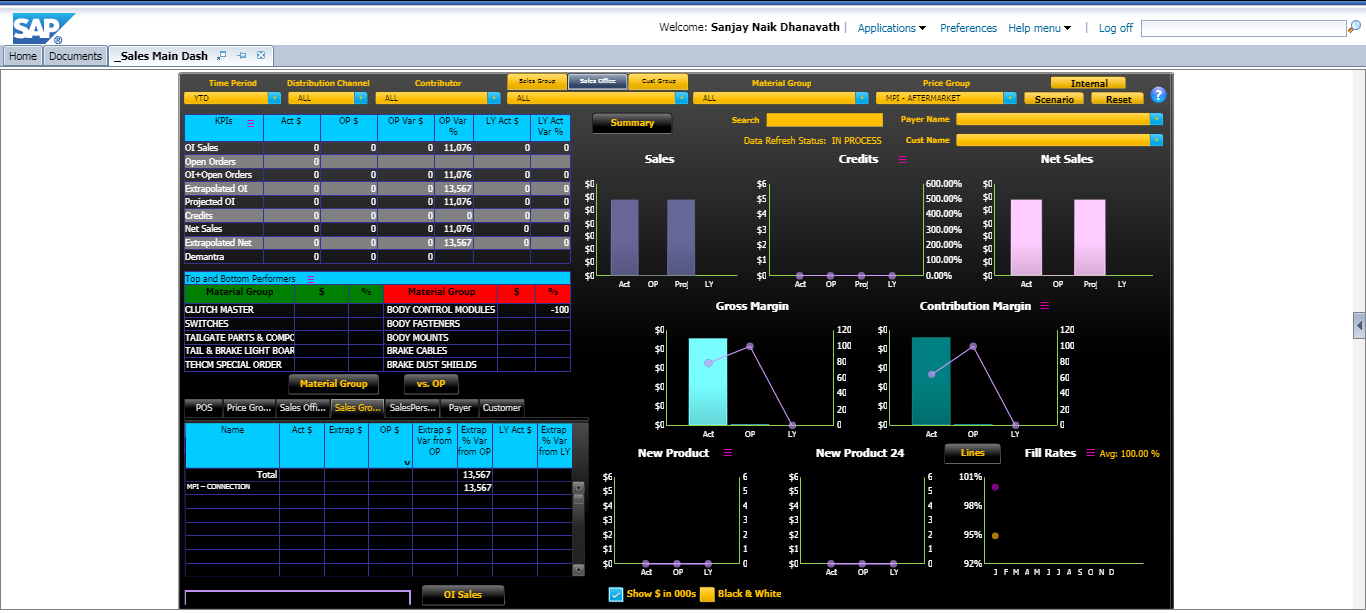 SAP ®
Welcome: Sanjay Naik Dhanavath | Applications Preferences Help menu | Log off
Home Documents _Sales Main Dash
Time Period Distribution Channel Contributor Sales Group Sales Office Cust Group Material Group Price Group Internal
YTD ALL ALL ALL ALL MPI - AFTERMARKET Scenario Reset ?
KPIs Act $ OP $ OP Var $ OP Var % LY Act $ LY Act Var %
OI Sales 0 0 0 11,076 0 0
Open Orders 0
OI+Open Orders 0 0 0 11,076 0 0
Extrapolated OI 0 0 0 13,567 0 0
Projected OI 0 0 0 11,076 0 0
Credits 0 0 0 0 0 0
Net Sales 0 0 0 11,076 0 0
Extrapolated Net 0 0 0 13,567 0 0
Demantra 0 0 0
Summary Search Payer Name
Data Refresh Status: IN PROCESS Cust Name
Top and Bottom Performers
Material Group $ % Material Group $ %
CLUTCH MASTER BODY CONTROL MODULES -100
SWITCHES BODY FASTENERS
TAILGATE PARTS & COMPO BODY MOUNTS
TAIL & BRAKE LIGHT BOAR BRAKE CABLES
TEHCM SPECIAL ORDER BRAKE DUST SHIELDS
Material Group vs. OP
POS Price Gro... Sales Offi... Sales Gro... SalesPers... Payer Customer
Name Act $ Extrap $ OP $ Extrap $ Var from OP Extrap % Var from OP LY Act $ Extrap % Var from LY
v
Total 13,567
MPI – CONNECTION 13,567
OI Sales
Sales
$0
$0
$0
$0
$0
$0
$0
$0
Act OP Proj LY
Credits
$6 600.00%
$5 500.00%
$4 400.00%
$3 300.00%
$2 200.00%
$1 100.00%
$0 0.00%
Act OP Proj LY
Net Sales
$0
$0
$0
$0
$0
$0
$0
$0
Act OP Proj LY
Gross Margin
$0 120
$0 100
$0 80
$0 60
$0 40
$0 20
0
Act OP LY
Contribution Margin
$0 120
$0 100
$0 80
$0 60
$0 40
$0 20
0
Act OP LY
New Product
$6 6
$5 5
$4 4
$3 3
$2 2
$1 1
$0 0
Act OP LY
New Product 24
$6 6
$5 5
$4 4
$3 3
$2 2
$1 1
$0 0
Act OP LY
Lines Fill Rates Avg: 100.00 %
101%
98%
95%
92%
J F M A M J J A S O N D
Show $ in 000s Black & White